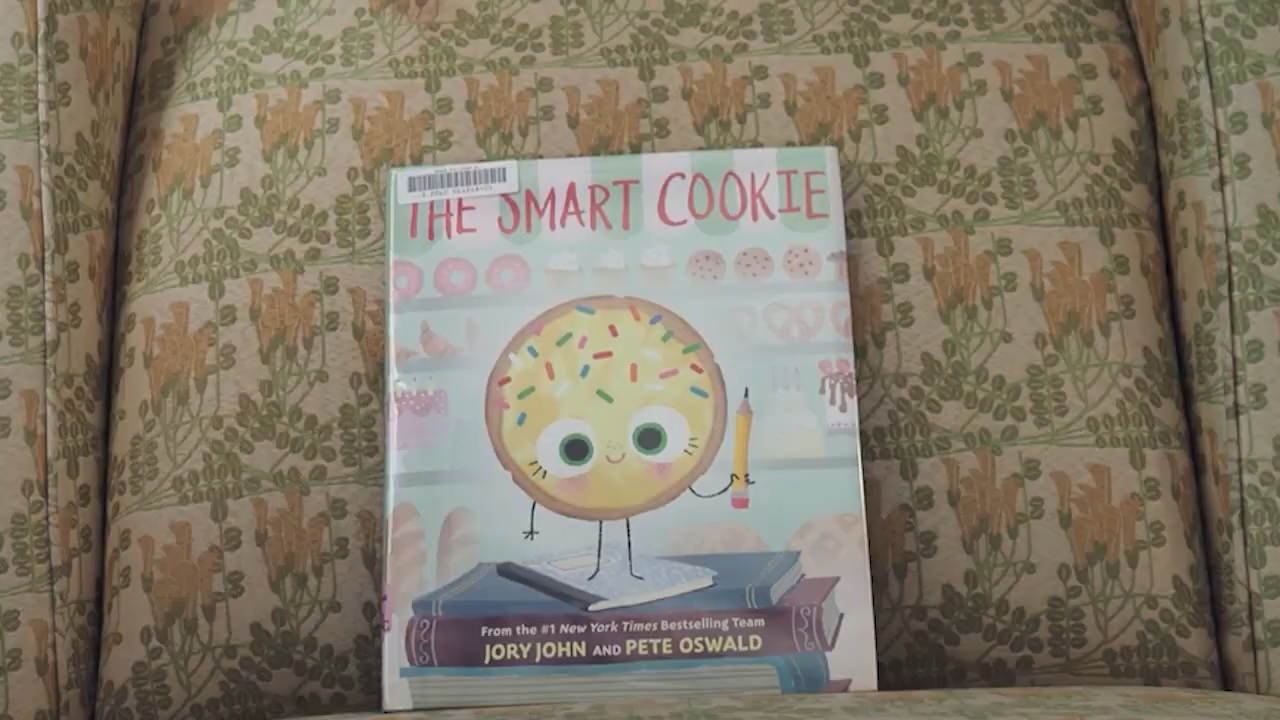 THE SMART COOKIE
From the #1 New York Times Bestselling Team
JORY JOHN AND PETE OSWALD